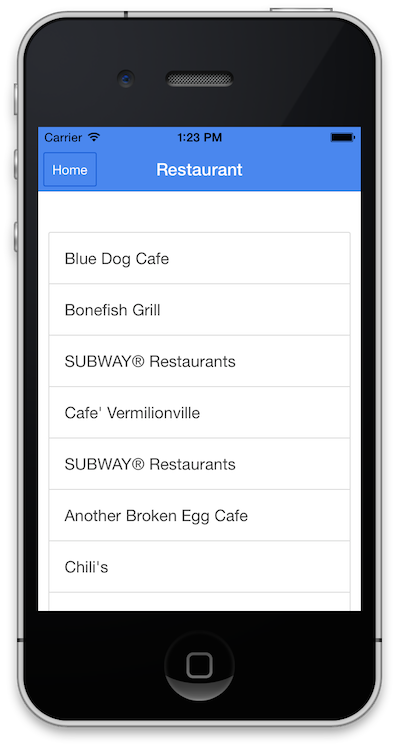 Carrier 1:23 PM
Home Restaurant
Blue Dog Cafe
Bonefish Grill
SUBWAY® Restaurants
Cafe' Vermilionville
SUBWAY® Restaurants
Another Broken Egg Cafe
Chili's